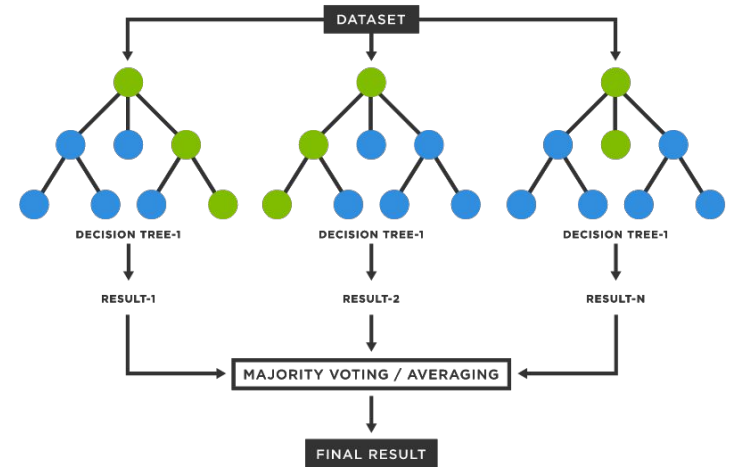 DATASET
DECISION TREE-1
DECISION TREE-1
DECISION TREE-1
RESULT-1
RESULT-2
RESULT-N
MAJORITY VOTING / AVERAGING
FINAL RESULT